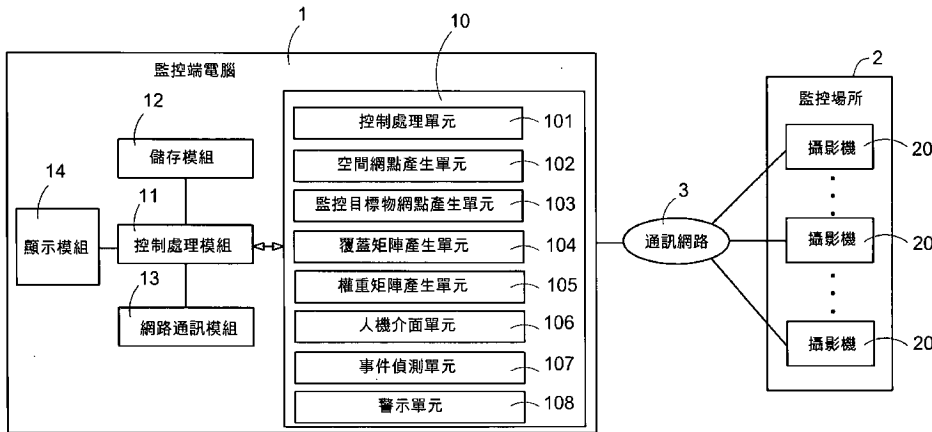 1
10
監控端電腦
12
儲存模組
14
11
顯示模組
控制處理模組
13
網路通訊模組
控制處理單元
101
空間網點產生單元
102
監控目標物網點產生單元
103
覆蓋矩陣產生單元
104
權重矩陣產生單元
105
人機介面單元
106
事件偵測單元
107
警示單元
108
3
通訊網路
2
監控場所
攝影機
20
攝影機
20
攝影機
20